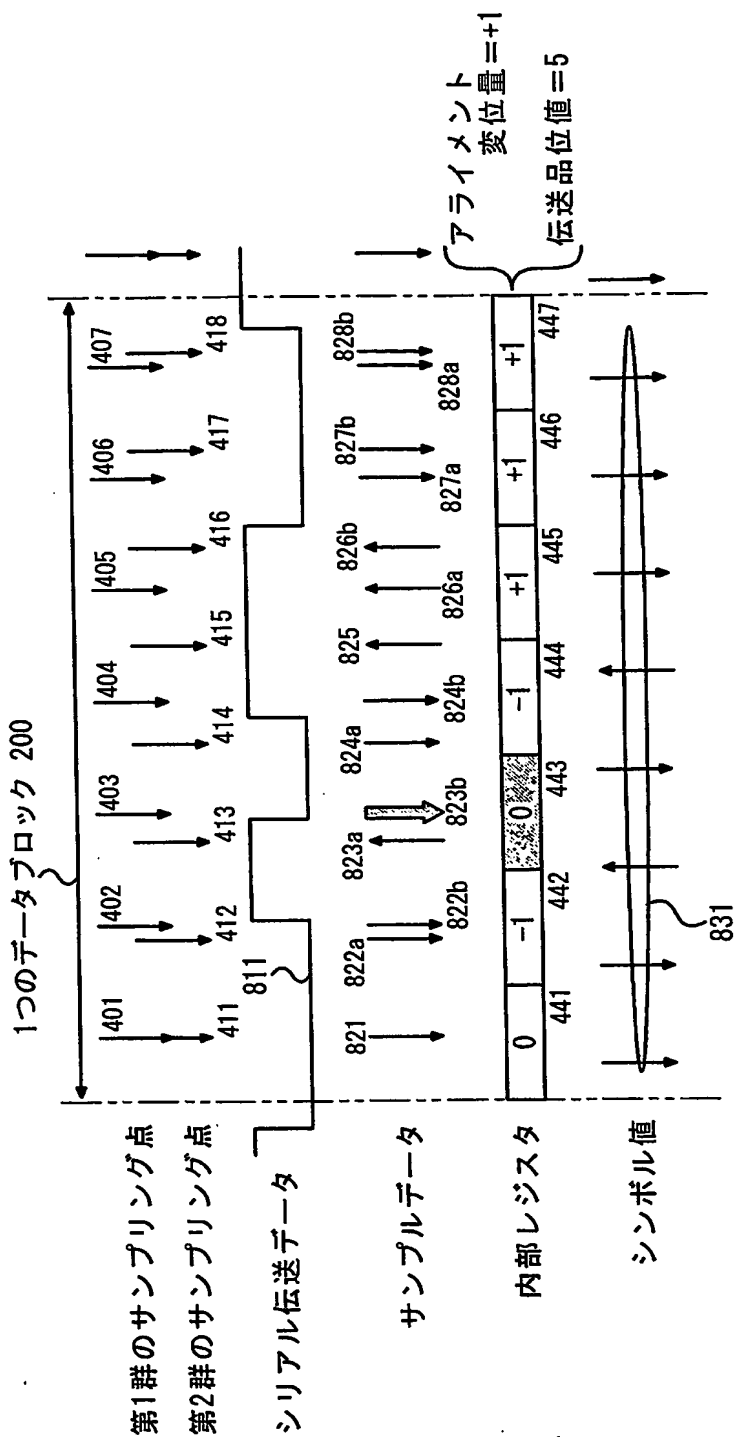 1つのデータブロック 200
第1群のサンプリング点
401 402 403 404 405 406 407
第2群のサンプリング点
411 412 413 414 415 416 417 418
シリアル伝送データ
811
サンプルデータ
821 822a 822b 823a 823b 824a 824b 825 826a 826b 827a 827b 828a 828b
内部レジスタ
0 -1 0 -1 +1 +1 +1
441 442 443 444 445 446 447
アライメント
変位量=+1
伝送品位値=5
シンボル値
831